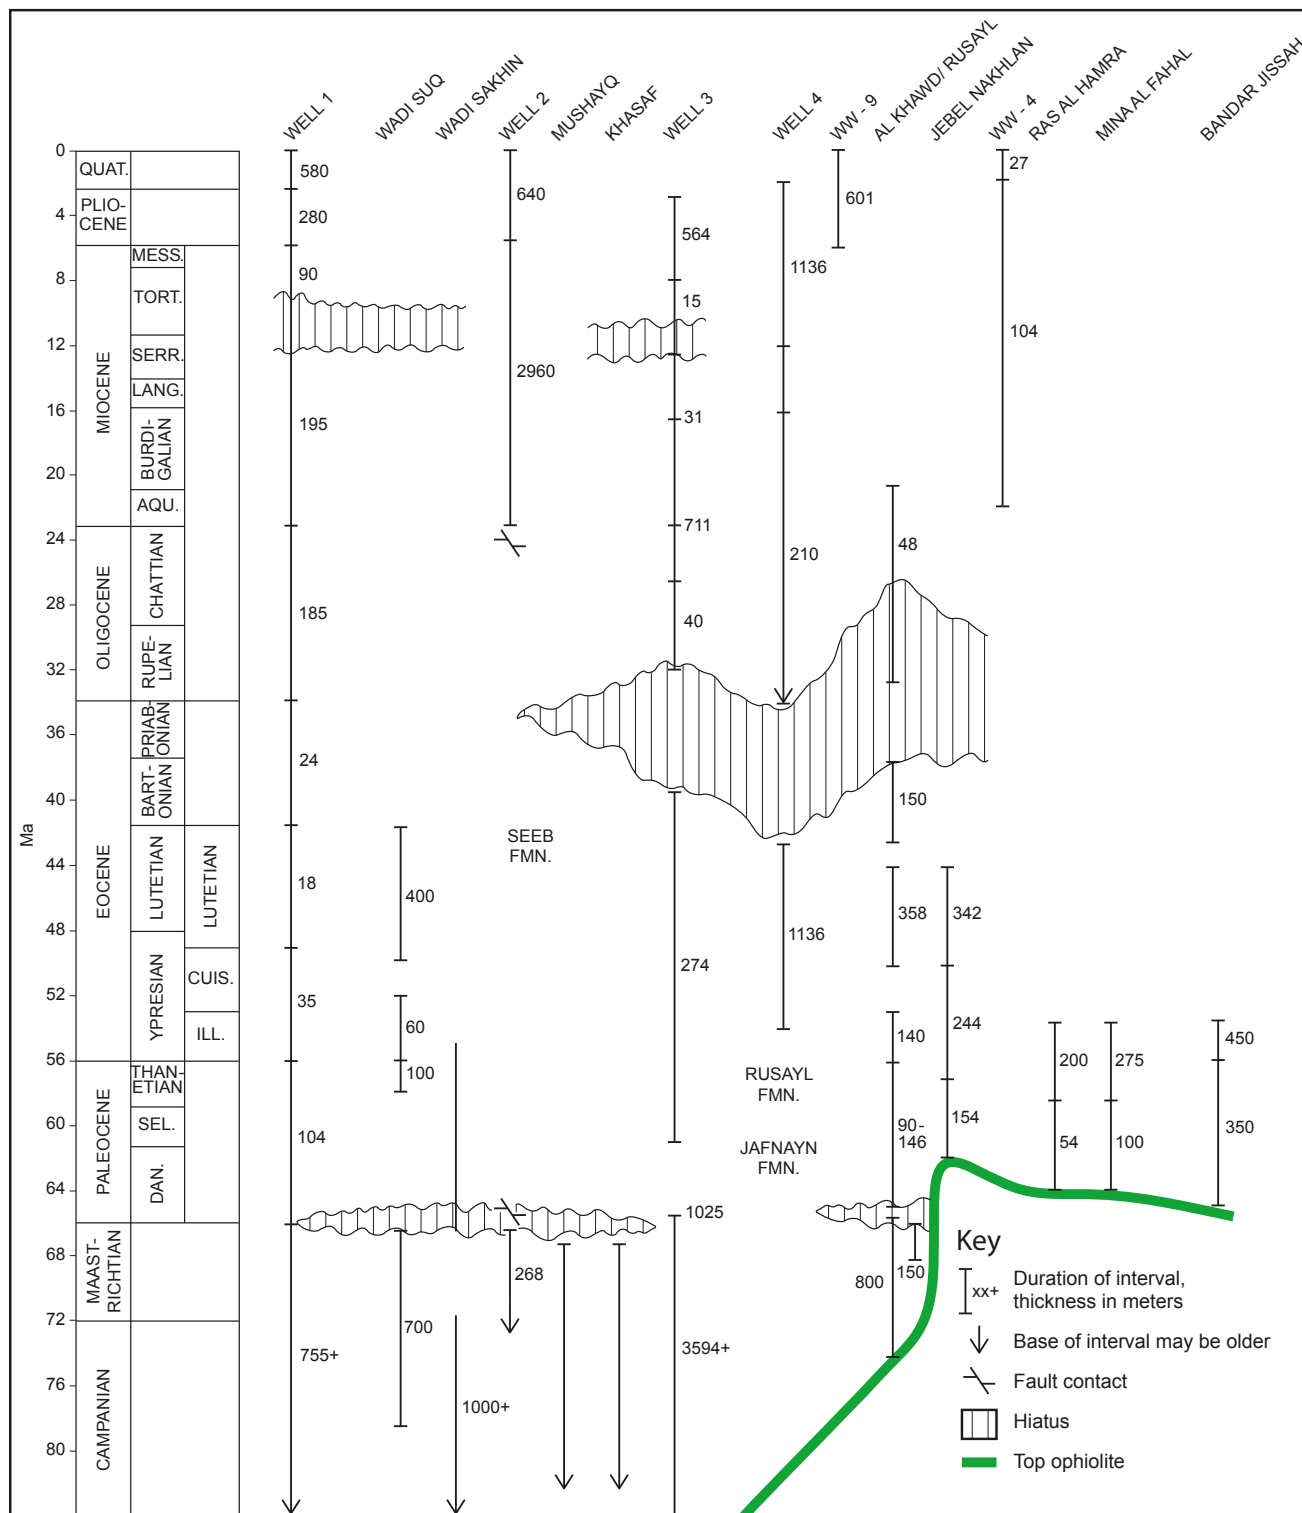 WELL 1
WADI SUQ
WADI SAKHIN
WELL 2
MUSHAYQ
KHASAF
WELL 3
WELL 4
WW - 9
AL KHAWD/ RUSAYL
JEBEL NAKHLAN
WW - 4
RAS AL HAMRA
MINA AL FAHAL
BANDAR JISSAH
Ma
0
4
8
12
16
20
24
28
32
36
40
44
48
52
56
60
64
68
72
76
80
QUAT.
PLIO-
CENE
MIOCENE
OLIGOCENE
EOCENE
PALEOCENE
MAAST-
RICHTIAN
CAMPANIAN
MESS.
TORT.
SERR.
LANG.
BURDI-
GALIAN
AQU.
CHATTIAN
RUPE-
LIAN
PRIAB-
ONIAN
BART-
ONIAN
LUTETIAN
YPRESIAN
THAN-
ETIAN
SEL.
DAN.
LUTETIAN
CUIS.
ILL.
580
280
90
195
185
24
18
35
104
755+
400
60
100
700
1000+
640
2960
268
564
15
31
711
40
274
1025
3594+
1136
210
1136
601
48
150
358
140
90-
146
800
150
342
244
154
27
104
200
54
275
100
450
350
SEEB
FMN.
RUSAYL
FMN.
JAFNAYN
FMN.
Key
xx+
Duration of interval,
thickness in meters
Base of interval may be older
Fault contact
Hiatus
Top ophiolite